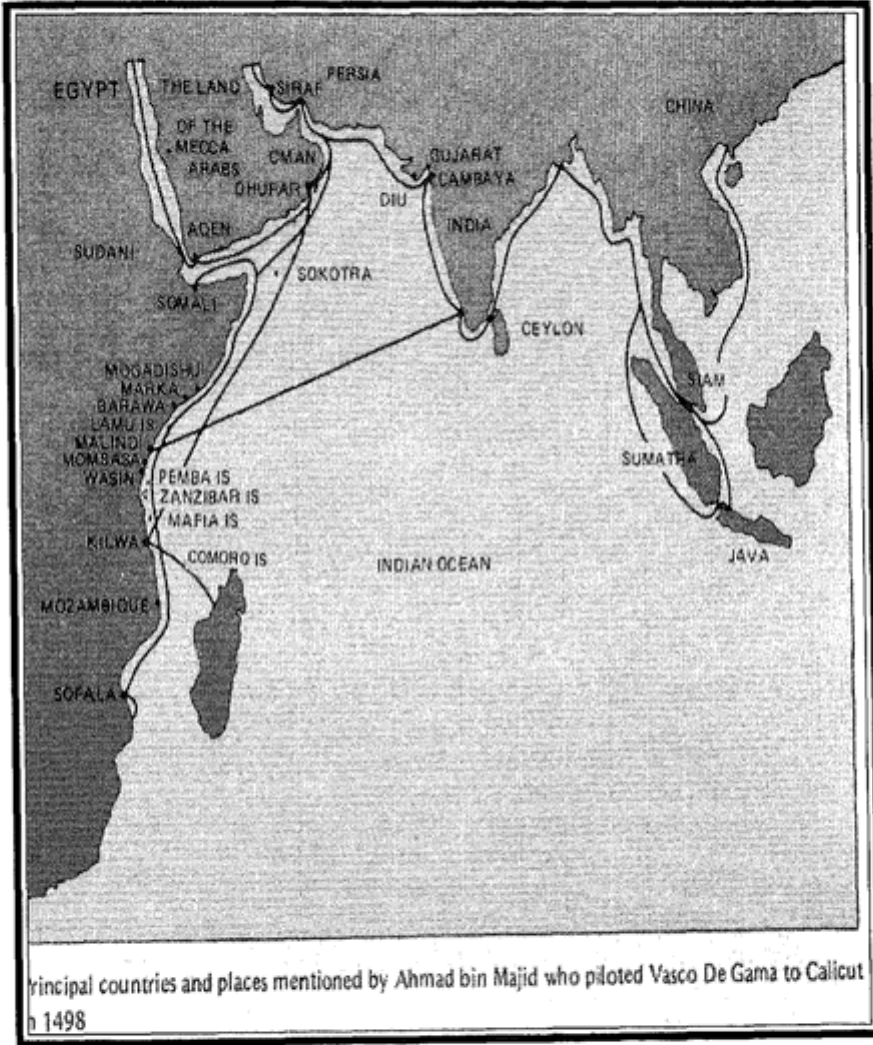 EGYPT
THE LAND
OF THE
MECCA
ARABS
SIRAF
PERSIA
CHINA
OMAN
DHUFAR
GUJARAT
CAMBAYA
DIU
INDIA
ADEN
SUDANI
SOKOTRA
SOMALI
CEYLON
MOGADISHU
MARKA
BARAWA
LAMU IS
MALINDI
MOMBASA
WASIN
PEMBA IS
ZANZIBAR IS
MAFIA IS
KILWA
COMORO IS
SIAM
SUMATRA
INDIAN OCEAN
JAVA
MOZAMBIQUE
SOFALA
rincipal countries and places mentioned by Ahmad bin Majid who piloted Vasco De Gama to Calicut
n 1498